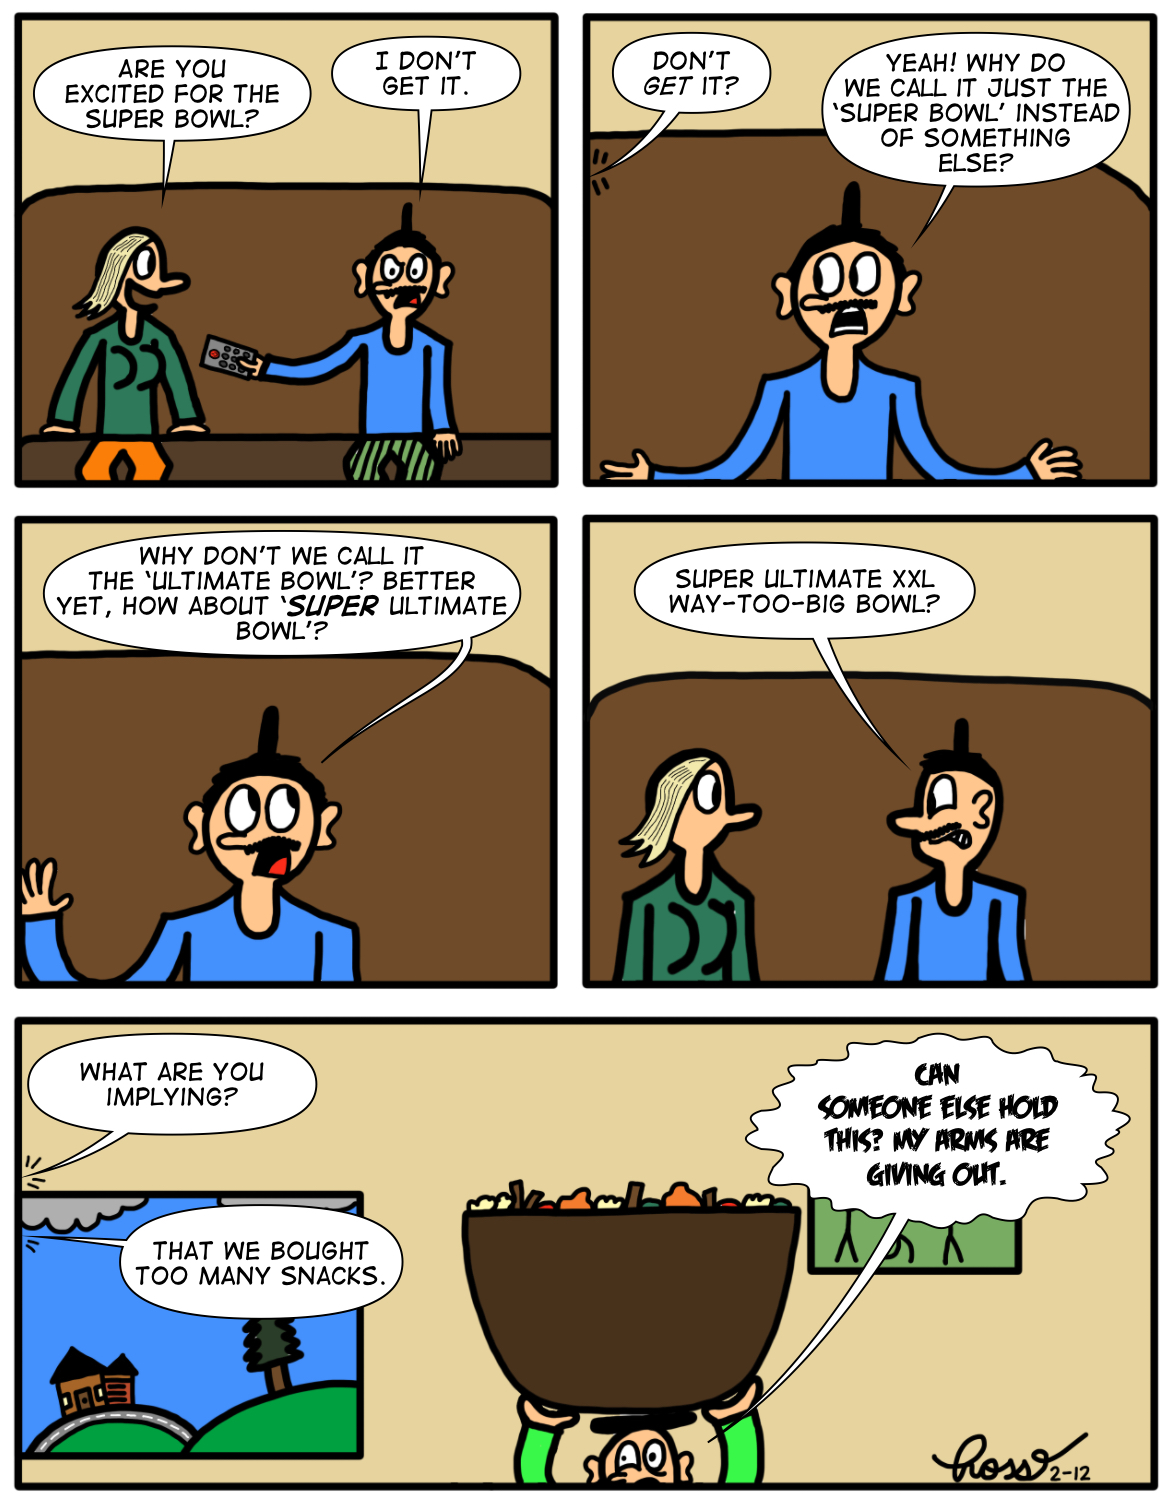 ARE YOU
EXCITED FOR THE
SUPER BOWL?
I DON'T
GET IT.
DON'T
GET IT?
YEAH! WHY DO
WE CALL IT JUST THE
'SUPER BOWL' INSTEAD
OF SOMETHING
ELSE?
WHY DON'T WE CALL IT
THE 'ULTIMATE BOWL'? BETTER
YET, HOW ABOUT 'SUPER ULTIMATE
BOWL'?
SUPER ULTIMATE XXL
WAY-TOO-BIG BOWL?
WHAT ARE YOU
IMPLYING?
THAT WE BOUGHT
TOO MANY SNACKS.
CAN
SOMEONE ELSE HOLD
THIS? MY ARMS ARE
GIVING OUT.
Hoss 2-12